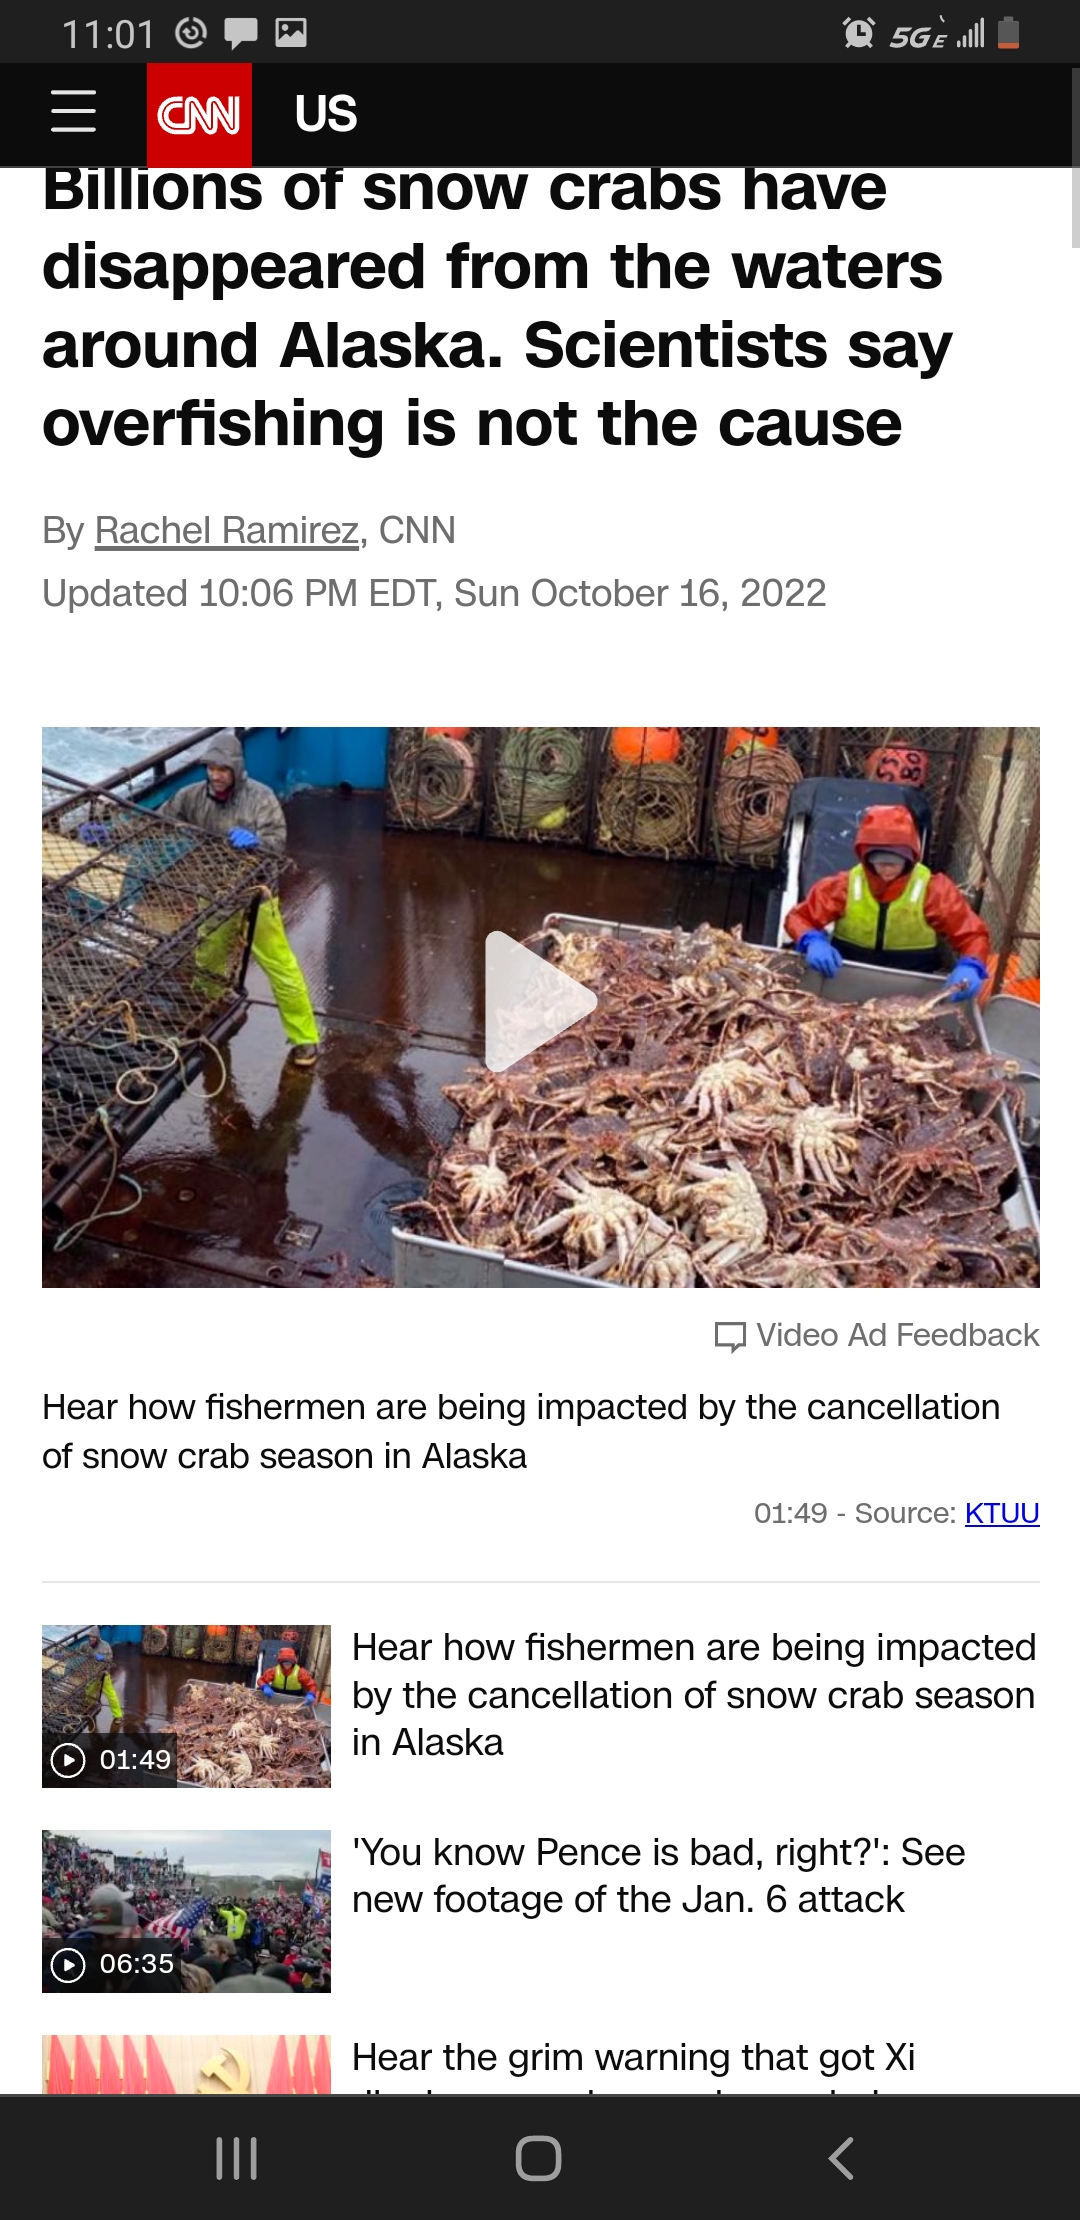 11:01
5GE
CNN US
Billions of snow crabs have
disappeared from the waters
around Alaska. Scientists say
overfishing is not the cause
By Rachel Ramirez, CNN
Updated 10:06 PM EDT, Sun October 16, 2022
Video Ad Feedback
Hear how fishermen are being impacted by the cancellation
of snow crab season in Alaska
01:49 - Source: KTUU
Hear how fishermen are being impacted
by the cancellation of snow crab season
in Alaska
01:49
'You know Pence is bad, right?': See
new footage of the Jan. 6 attack
06:35
Hear the grim warning that got Xi